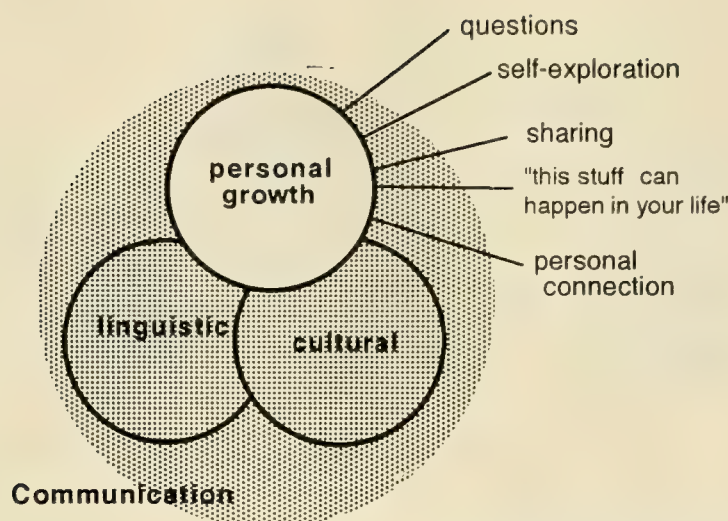 questions
self-exploration
sharing
"this stuff can
happen in your life"
personal
connection
personal
growth
linguistic
cultural
Communication